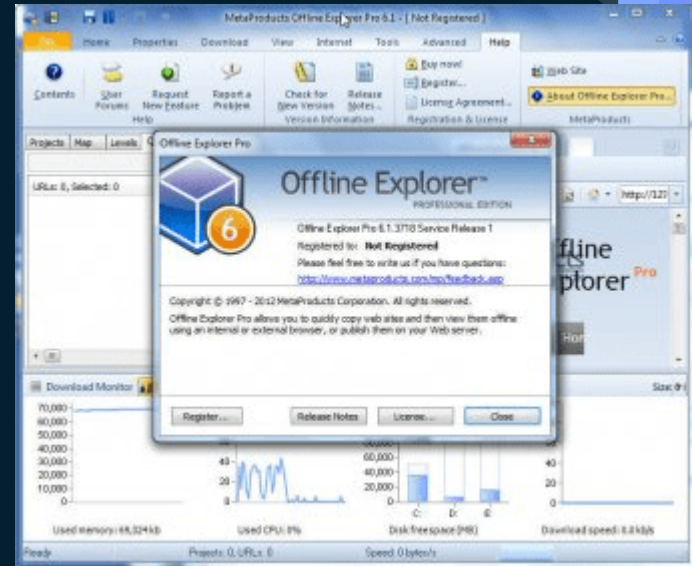 MetaProducts Offline Explorer Pro 6.1 - [ Not Registered ]
Home Properties Download View Internet Tools Advanced Help
Contents
User Forums
Request New Feature
Report a Problem
Help
Check for New Version
Release Notes...
Version Information
Buy now!
Register...
License Agreement...
Registration & License
Web Site
About Offline Explorer Pro...
MetaProducts
Projects Map Levels
URLs: 0, Selected: 0
http://127
Offline Explorer Pro
Offline Explorer™
PROFESSIONAL EDITION
6
Offline Explorer Pro 6.1.3718 Service Release 1
Registered to: Not Registered
Please feel free to write us if you have questions:
http://www.metaproducts.com/mp/feedback.asp
Copyright © 1997 - 2012 MetaProducts Corporation. All rights reserved.
Offline Explorer Pro allows you to quickly copy web sites and then view them offline
using an internal or external browser, or publish them on your Web server.
Register... Release Notes License... Close
fline
plorer Pro
Hor
Download Monitor
70,000
60,000
50,000
40,000
30,000
20,000
10,000
0
Used memory: 69,324 kb
40
20
0
Used CPU: 0%
60,000
40,000
20,000
0
C: D: E:
Disk free space (MB)
40
20
0
Download speed: 0.0 kb/s
Ready Projects: 0, URLs: 0 Speed: 0 bytes/s